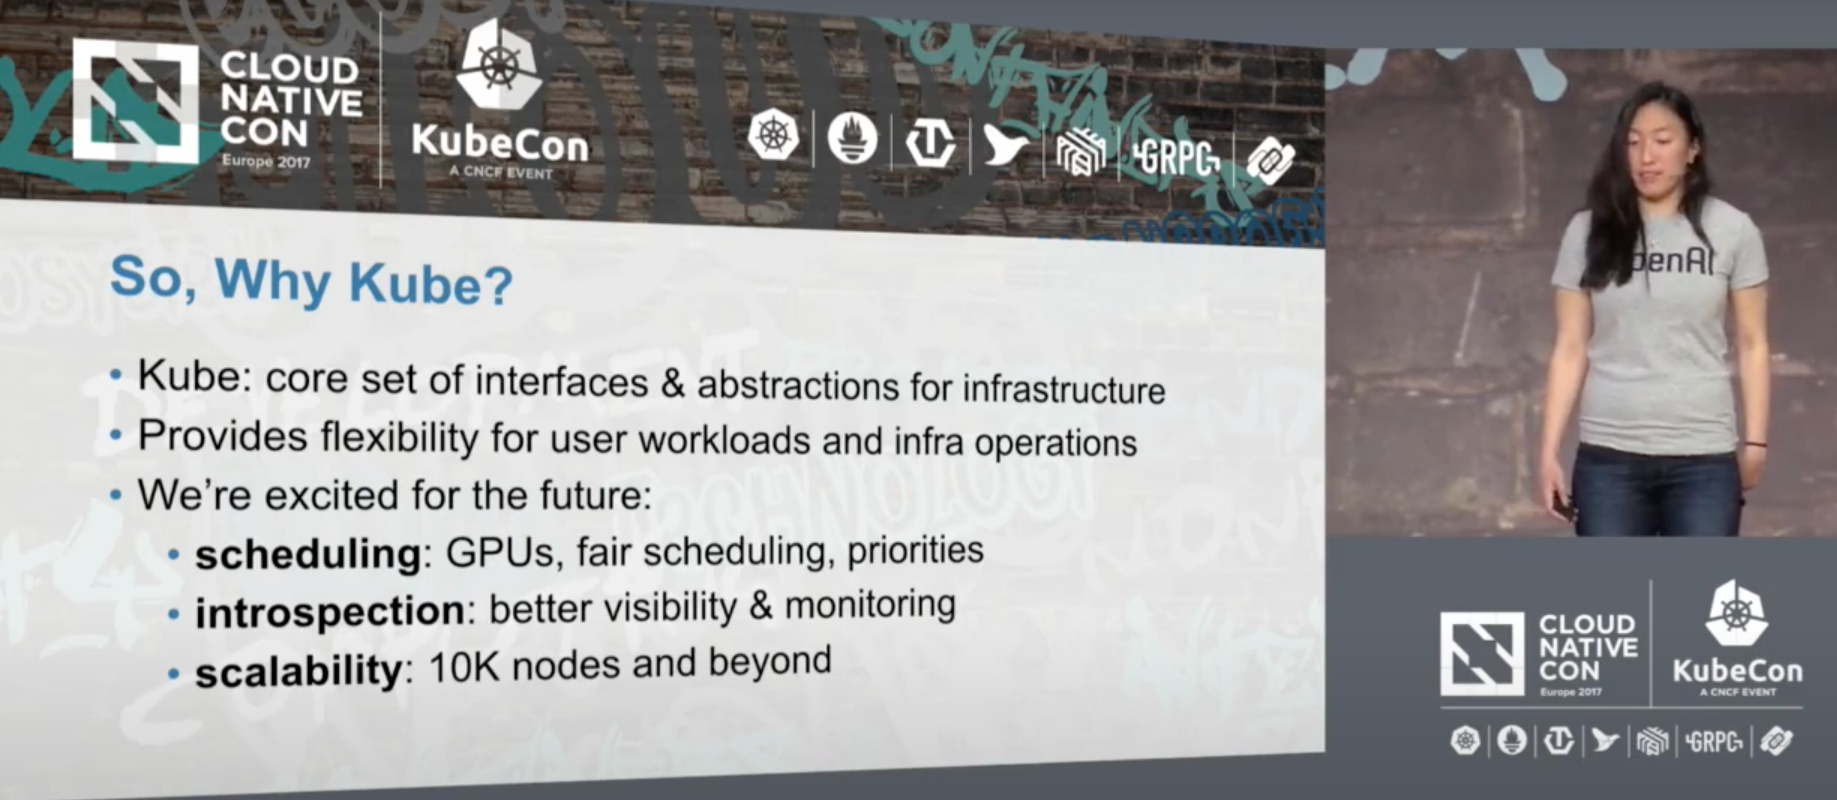 CLOUD
NATIVE
CON
Europe 2017
KubeCon
A CNCF EVENT
GRPC
So, Why Kube?
• Kube: core set of interfaces & abstractions for infrastructure
• Provides flexibility for user workloads and infra operations
• We're excited for the future:
• scheduling: GPUs, fair scheduling, priorities
• introspection: better visibility & monitoring
• scalability: 10K nodes and beyond
penAI
CLOUD
NATIVE
CON
Europe 2017
KubeCon
A CNCF EVENT
GRPC